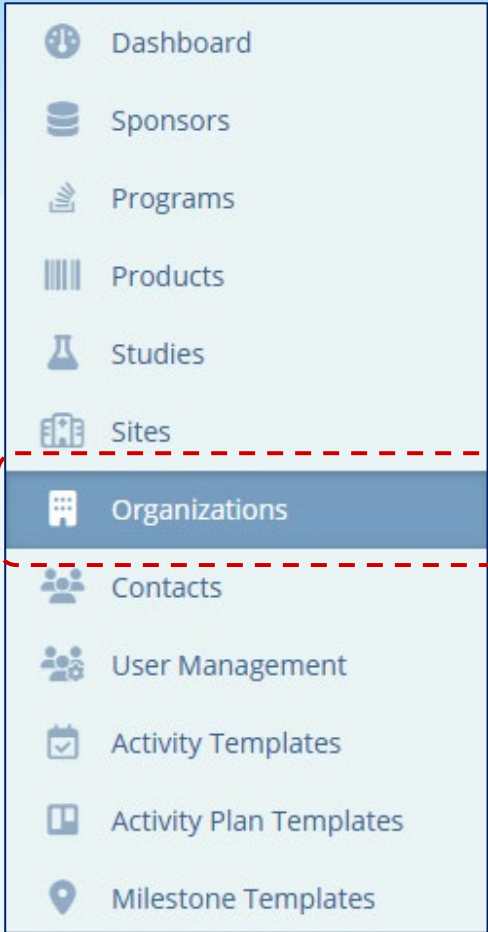 Dashboard
Sponsors
Programs
Products
Studies
Sites
Organizations
Contacts
User Management
Activity Templates
Activity Plan Templates
Milestone Templates